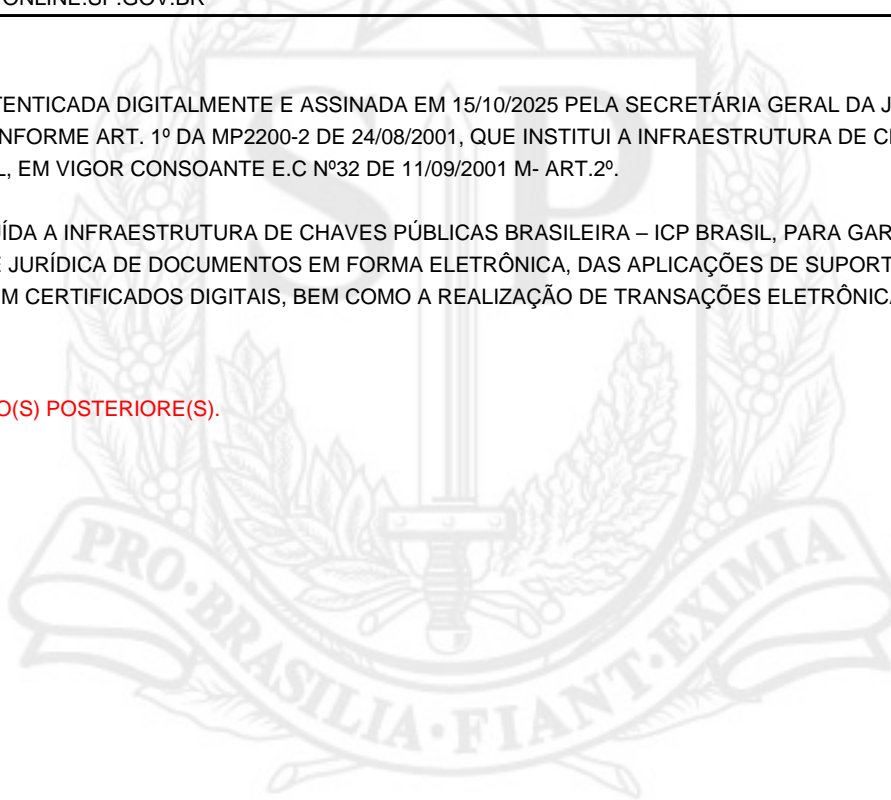 ONLINE.SP.GOV.BR
TENTICADA DIGITALMENTE E ASSINADA EM 15/10/2025 PELA SECRETÁRIA GERAL DA J
NFORME ART. 1º DA MP2200-2 DE 24/08/2001, QUE INSTITUI A INFRAESTRUTURA DE C
L, EM VIGOR CONSOANTE E.C Nº32 DE 11/09/2001 M- ART.2º.
ÍDA A INFRAESTRUTURA DE CHAVES PÚBLICAS BRASILEIRA – ICP BRASIL, PARA GAR
E JURÍDICA DE DOCUMENTOS EM FORMA ELETRÔNICA, DAS APLICAÇÕES DE SUPORT
M CERTIFICADOS DIGITAIS, BEM COMO A REALIZAÇÃO DE TRANSAÇÕES ELETRÔNICA
O(S) POSTERIORE(S).
SP
PRO·BRASILIA·FIANT·EXIMIA